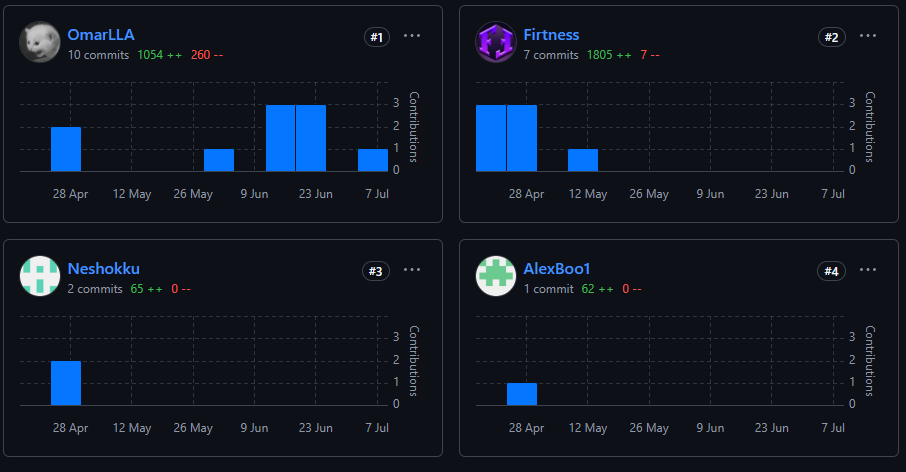 OmarLLA #1 ...
10 commits 1054 ++ 260 --
3
2
1
0
Contributions
28 Apr 12 May 26 May 9 Jun 23 Jun 7 Jul
Firtness #2 ...
7 commits 1805 ++ 7 --
3
2
1
0
Contributions
28 Apr 12 May 26 May 9 Jun 23 Jun 7 Jul
Neshokku #3 ...
2 commits 65 ++ 0 --
3
2
1
0
Contributions
28 Apr 12 May 26 May 9 Jun 23 Jun 7 Jul
AlexBoo1 #4 ...
1 commit 62 ++ 0 --
3
2
1
0
Contributions
28 Apr 12 May 26 May 9 Jun 23 Jun 7 Jul